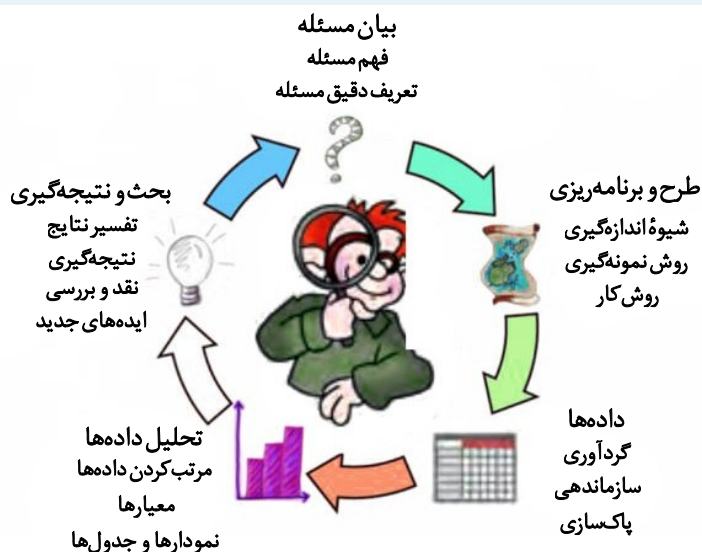 بیان مسئله
فهم مسئله
تعریف دقیق مسئله
طرح و برنامه‌ریزی
شیوهٔ اندازه‌گیری
روش نمونه‌گیری
روش کار
داده‌ها
گردآوری
سازماندهی
پاک‌سازی
تحلیل داده‌ها
مرتب‌کردن داده‌ها
معیارها
نمودارها و جدول‌ها
بحث و نتیجه‌گیری
تفسیر نتایج
نتیجه‌گیری
نقد و بررسی
ایده‌های جدید